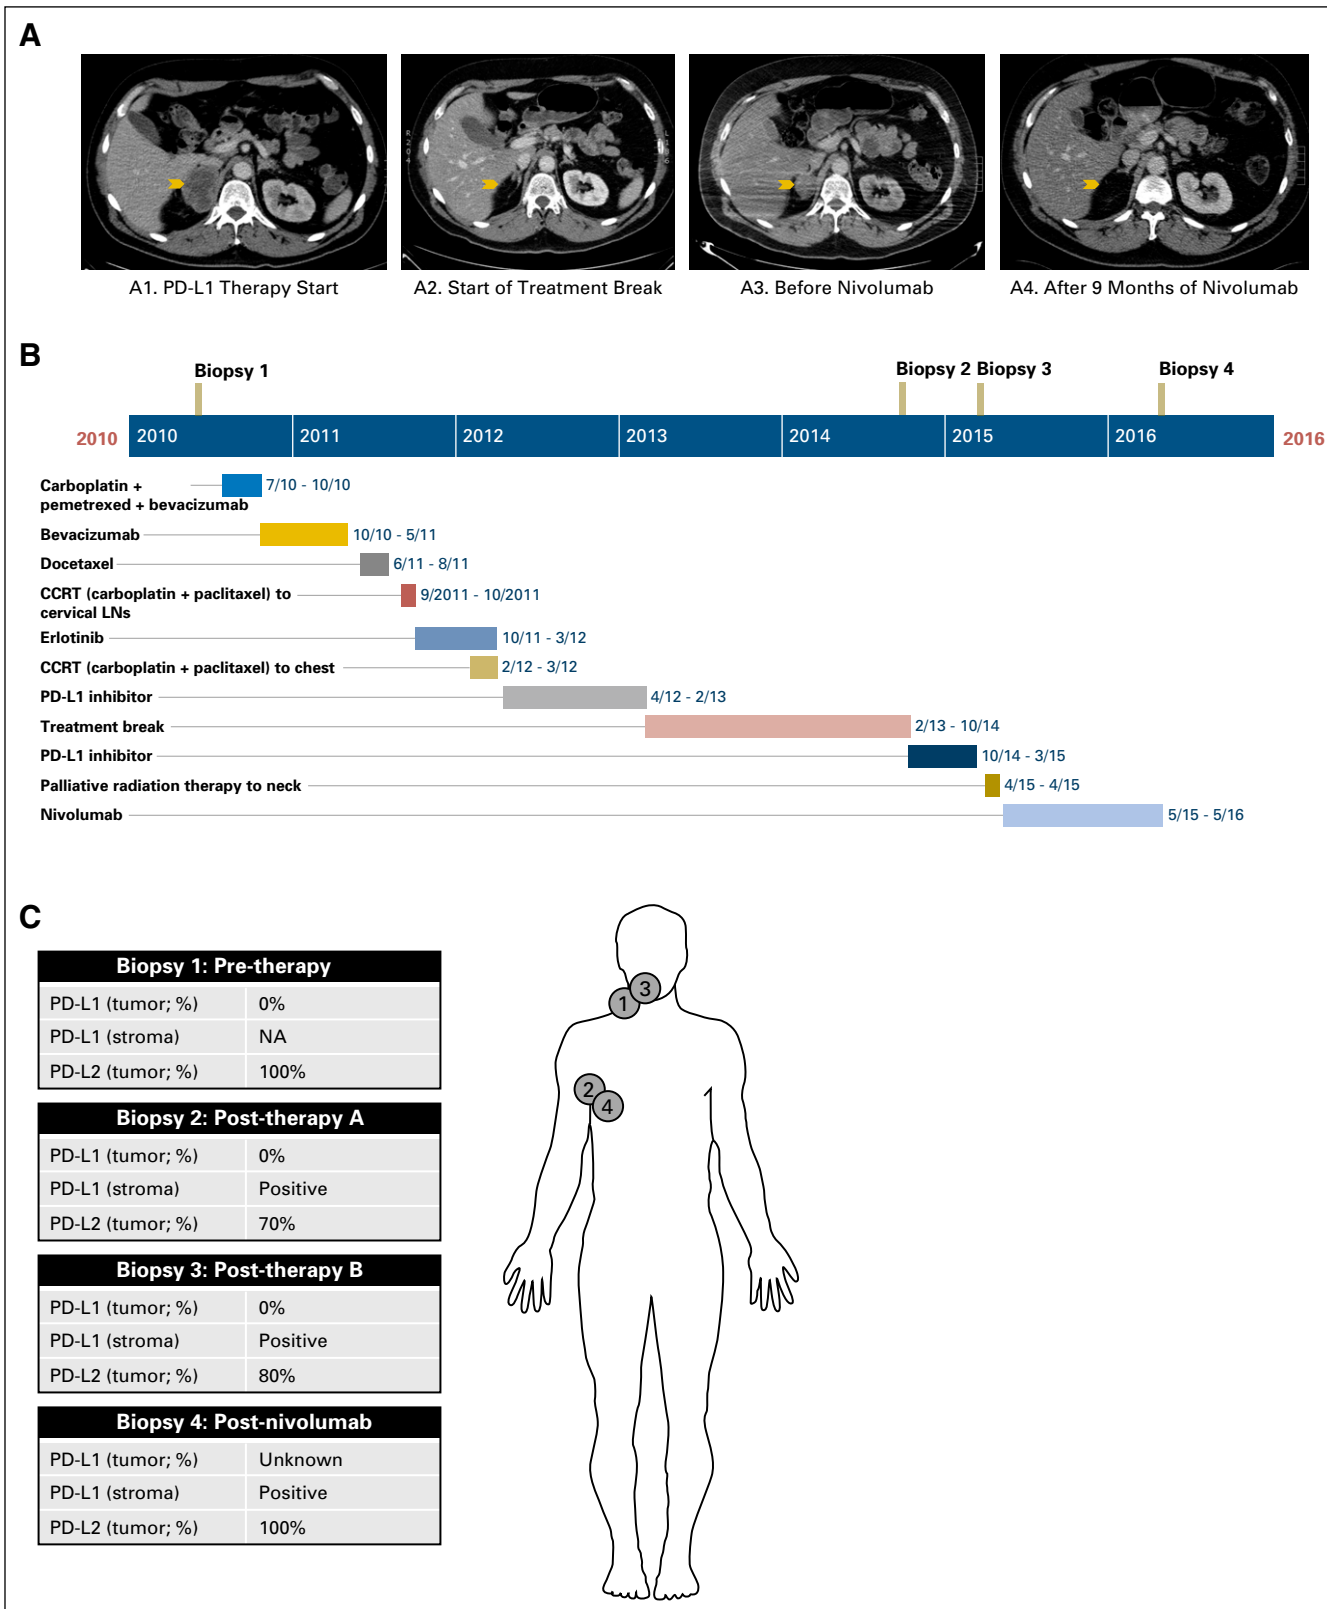 A
A1. PD-L1 Therapy Start
A2. Start of Treatment Break
A3. Before Nivolumab
A4. After 9 Months of Nivolumab
B
Biopsy 1
Biopsy 2 Biopsy 3
Biopsy 4
2010
2010
2011
2012
2013
2014
2015
2016
2016
Carboplatin +
pemetrexed + bevacizumab
7/10 - 10/10
Bevacizumab
10/10 - 5/11
Docetaxel
6/11 - 8/11
CCRT (carboplatin + paclitaxel) to
cervical LNs
9/2011 - 10/2011
Erlotinib
10/11 - 3/12
CCRT (carboplatin + paclitaxel) to chest
2/12 - 3/12
PD-L1 inhibitor
4/12 - 2/13
Treatment break
2/13 - 10/14
PD-L1 inhibitor
10/14 - 3/15
Palliative radiation therapy to neck
4/15 - 4/15
Nivolumab
5/15 - 5/16
C
Biopsy 1: Pre-therapy
PD-L1 (tumor; %) 0%
PD-L1 (stroma) NA
PD-L2 (tumor; %) 100%
Biopsy 2: Post-therapy A
PD-L1 (tumor; %) 0%
PD-L1 (stroma) Positive
PD-L2 (tumor; %) 70%
Biopsy 3: Post-therapy B
PD-L1 (tumor; %) 0%
PD-L1 (stroma) Positive
PD-L2 (tumor; %) 80%
Biopsy 4: Post-nivolumab
PD-L1 (tumor; %) Unknown
PD-L1 (stroma) Positive
PD-L2 (tumor; %) 100%
3
1
2
4